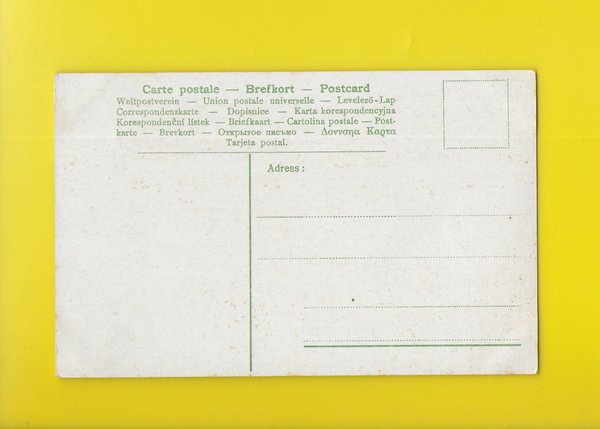 Carte postale — Brefkort — Postcard
Weltpostverein — Union postale universelle — Levelező-Lap
Correspondenskarte — Dopisnice — Karta korespondencyjna
Korespondenční lístek — Briefkaart — Cartolina postale — Post-
karte — Brevkort — Открытое письмо — Δοννσηα Καρτα
Tarjeta postal.
Adress: